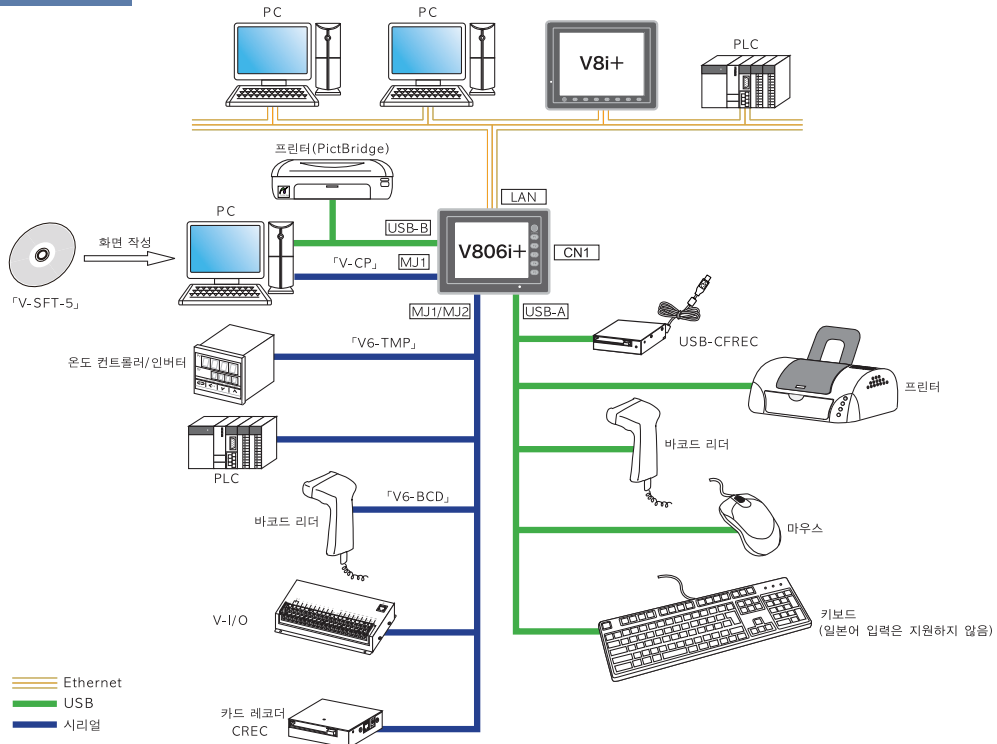 PC
PC
V8i+
PLC
프린터(PictBridge)
LAN
PC
USB-B
V806i+
CN1
화면 작성
「V-CP」
MJ1
「V-SFT-5」
MJ1/MJ2
USB-A
「V6-TMP」
USB-CFREC
온도 컨트롤러/인버터
프린터
바코드 리더
PLC
「V6-BCD」
바코드 리더
마우스
V-I/O
키보드
(일본어 입력은 지원하지 않음)
Ethernet
USB
시리얼
카드 레코더
CREC